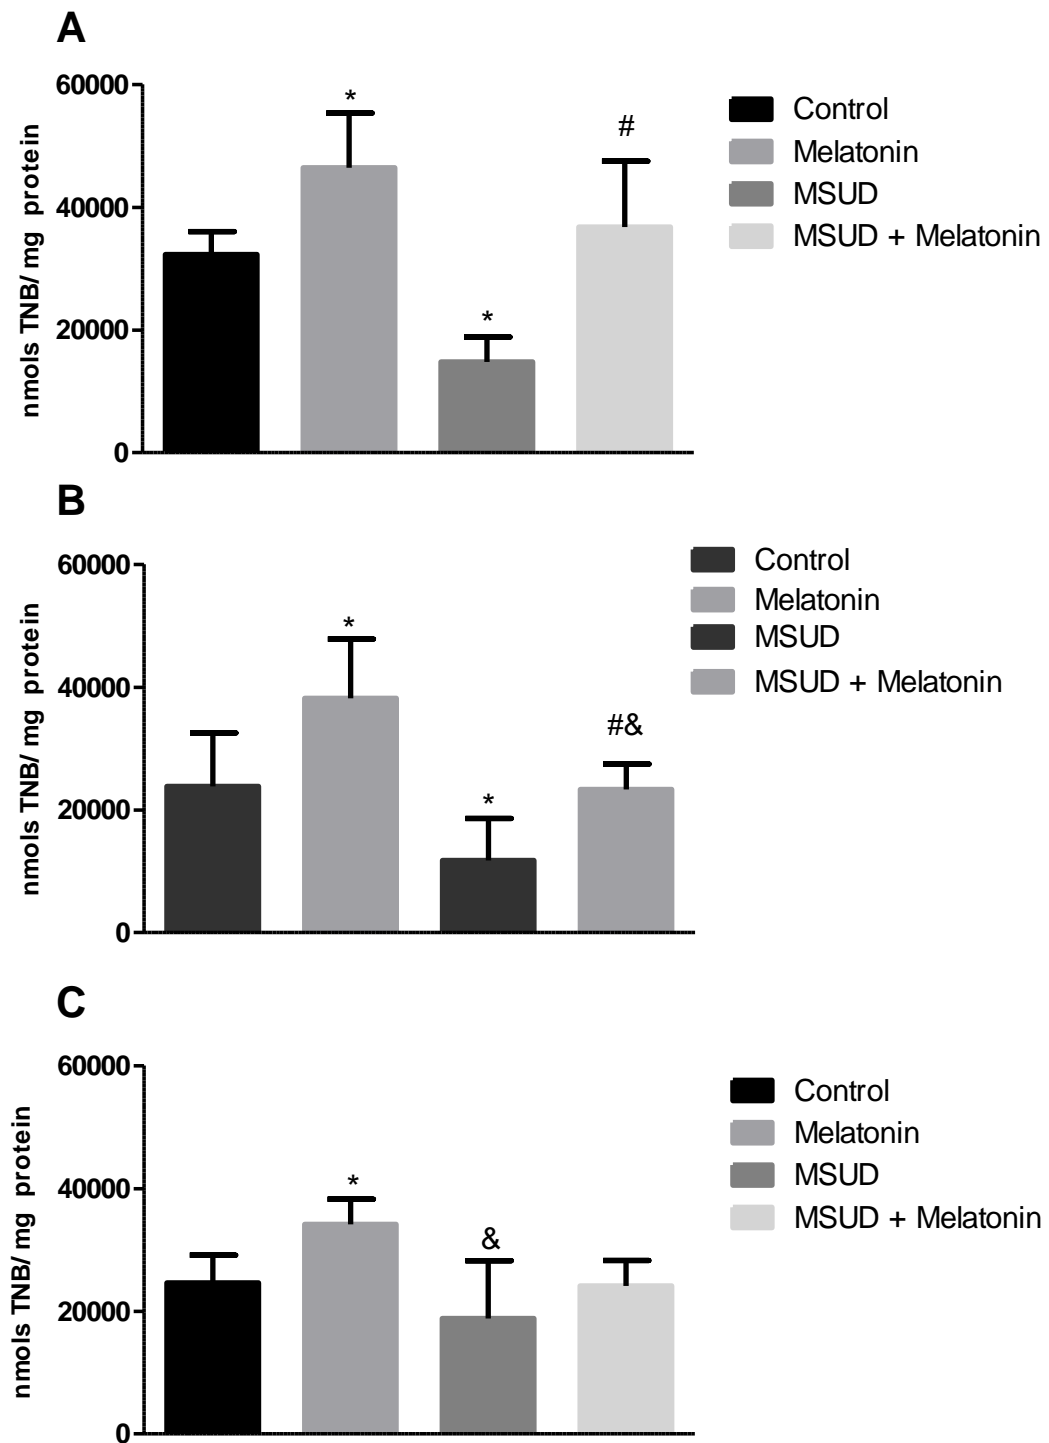 A
nmols TNB/ mg protein
60000
40000
20000
0
*
*
#
Control
Melatonin
MSUD
MSUD + Melatonin
B
nmols TNB/ mg protein
60000
40000
20000
0
*
*
#&
Control
Melatonin
MSUD
MSUD + Melatonin
C
nmols TNB/ mg protein
60000
40000
20000
0
*
&
Control
Melatonin
MSUD
MSUD + Melatonin